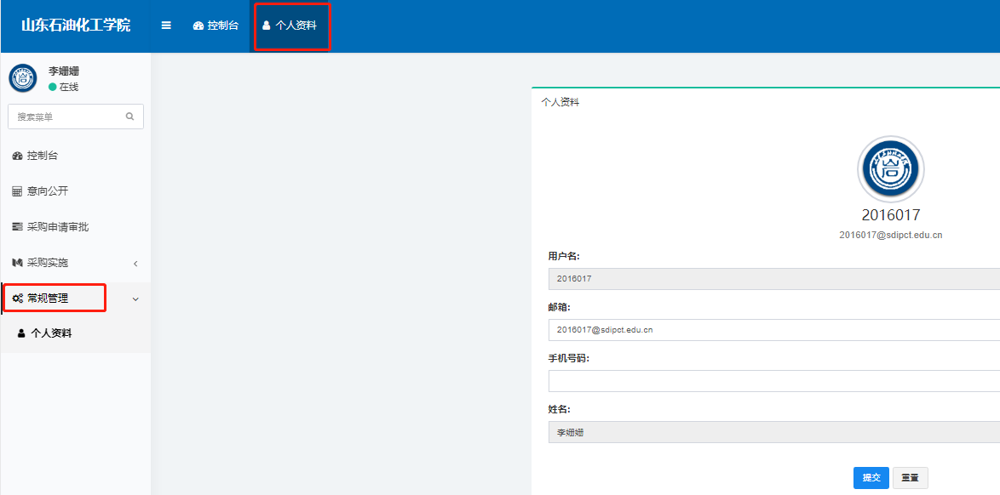 山东石油化工学院
控制台
个人资料
李姗姗
在线
搜索菜单
控制台
意向公开
采购申请审批
采购实施
常规管理
个人资料
个人资料
2016017
2016017@sdipct.edu.cn
用户名:
2016017
邮箱:
2016017@sdipct.edu.cn
手机号码:
姓名:
李姗姗
提交
重置